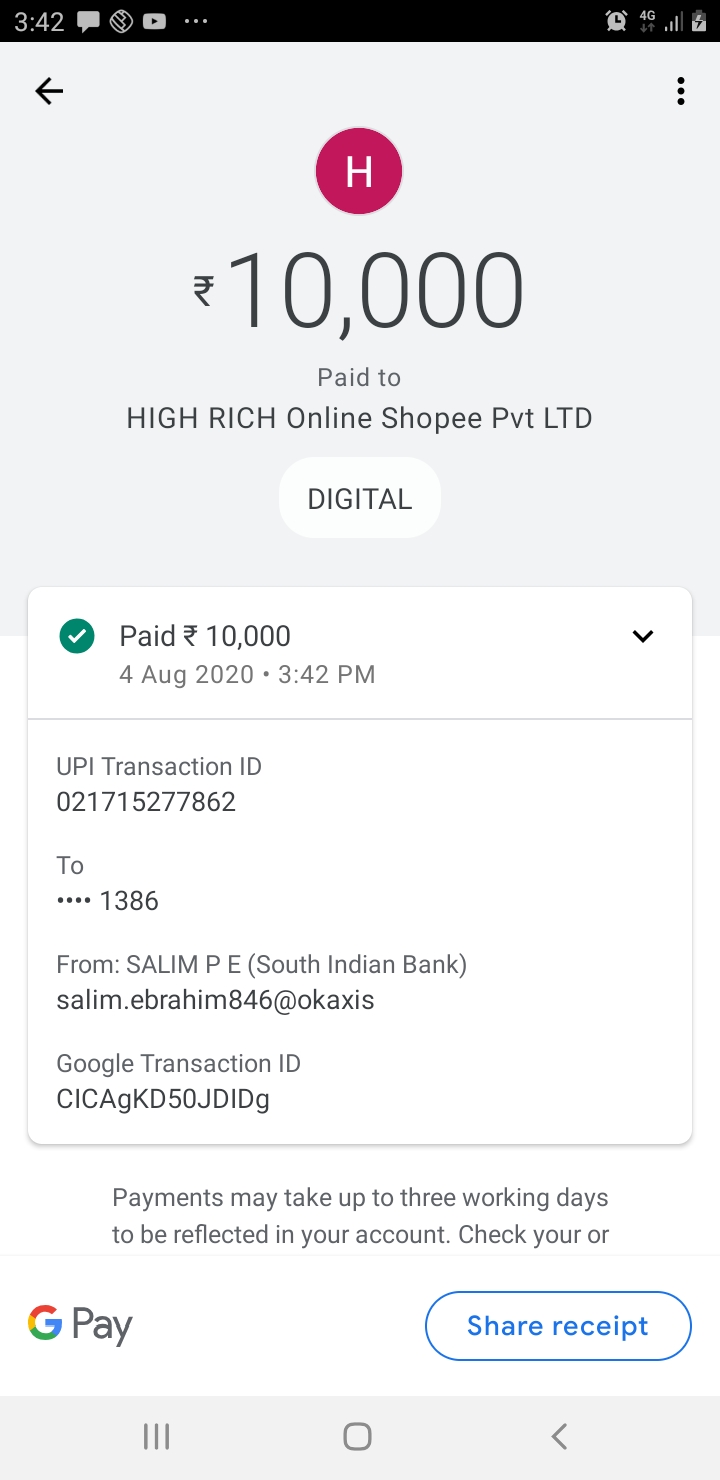 3:42
4G
H
₹10,000
Paid to
HIGH RICH Online Shopee Pvt LTD
DIGITAL
Paid ₹ 10,000
4 Aug 2020 • 3:42 PM
UPI Transaction ID
021715277862
To
•••• 1386
From: SALIM P E (South Indian Bank)
salim.ebrahim846@okaxis
Google Transaction ID
CICAgKD50JDIDg
Payments may take up to three working days
to be reflected in your account. Check your or
G Pay
Share receipt